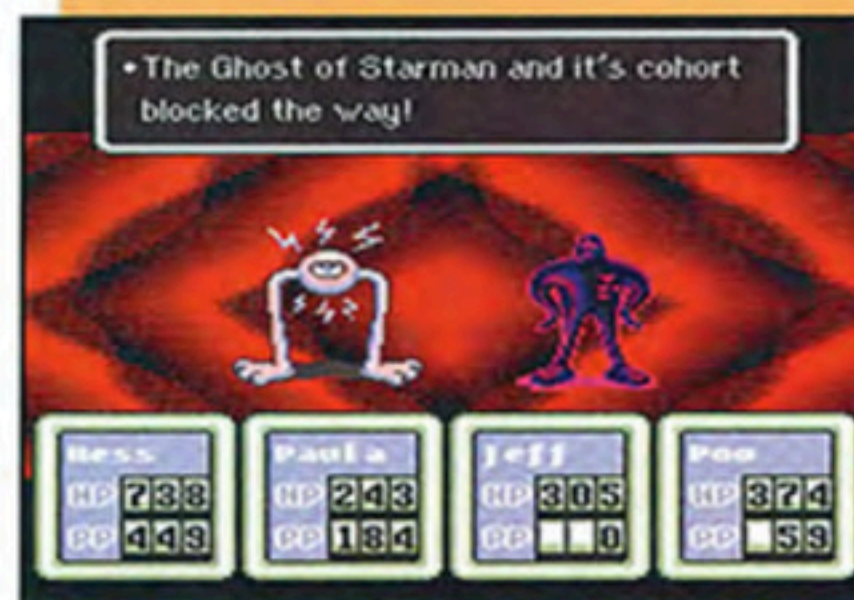 •The Ghost of Starman and it's cohort
blocked the way!
Ness Paula Jeff Poo
HP 738 HP 243 HP 305 HP 374
PP 449 PP 184 PP 0 PP 59